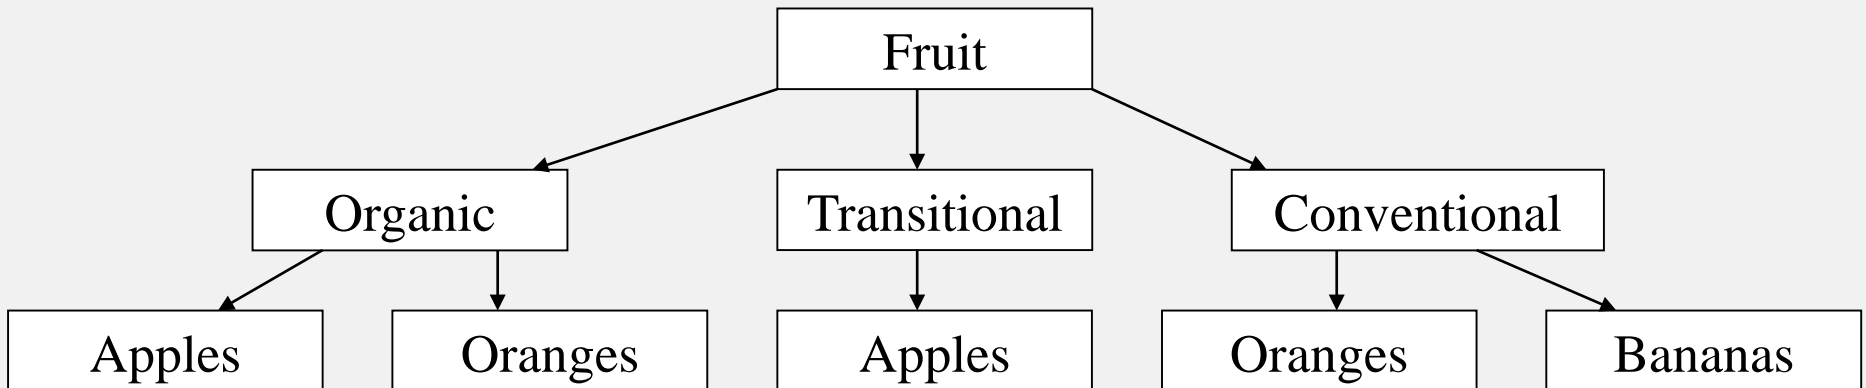 Fruit
Organic
Transitional
Conventional
Apples
Oranges
Apples
Oranges
Bananas